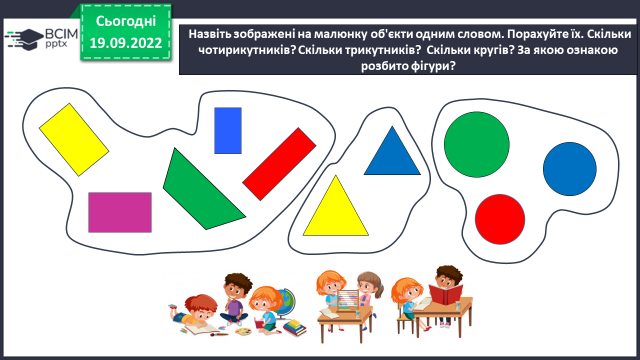 ВСІМ
pptx
Сьогодні
19.09.2022
Назвіть зображені на малюнку об'єкти одним словом. Порахуйте їх. Скільки
чотирикутників? Скільки трикутників? Скільки кругів? За якою ознакою
розбито фігури?